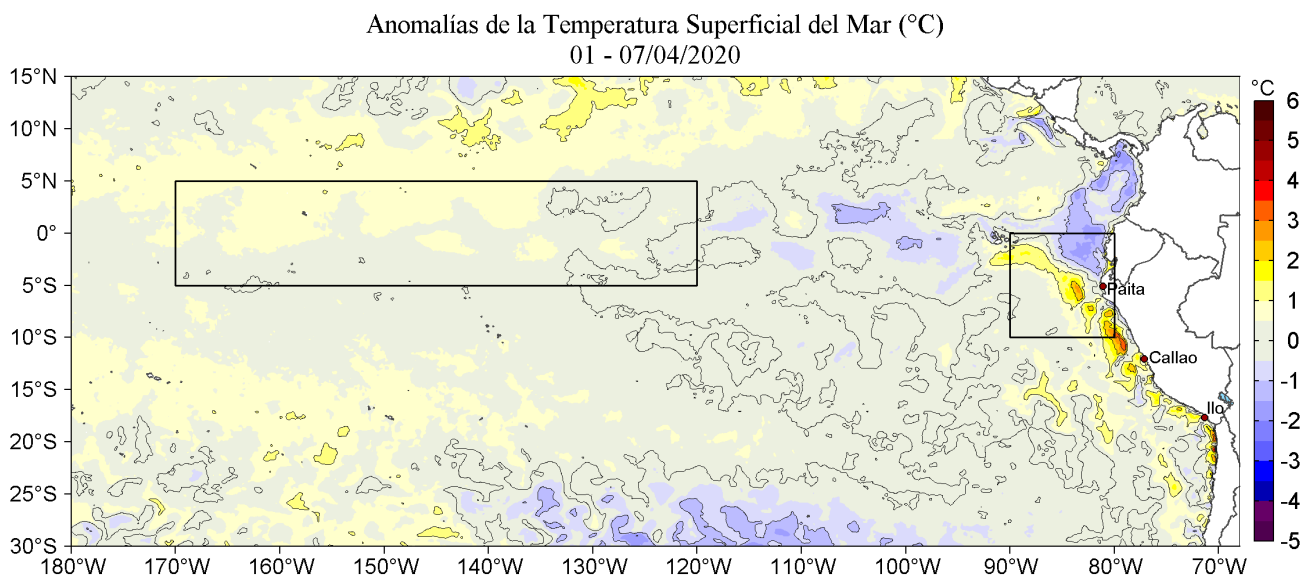 Anomalías de la Temperatura Superficial del Mar (°C)
01 - 07/04/2020
15°N
10°N
5°N
0°
5°S
10°S
15°S
20°S
25°S
30°S
180°W
170°W
160°W
150°W
140°W
130°W
120°W
110°W
100°W
90°W
80°W
70°W
Paita
Callao
Ilo
°C
6
5
4
3
2
1
0
-1
-2
-3
-4
-5